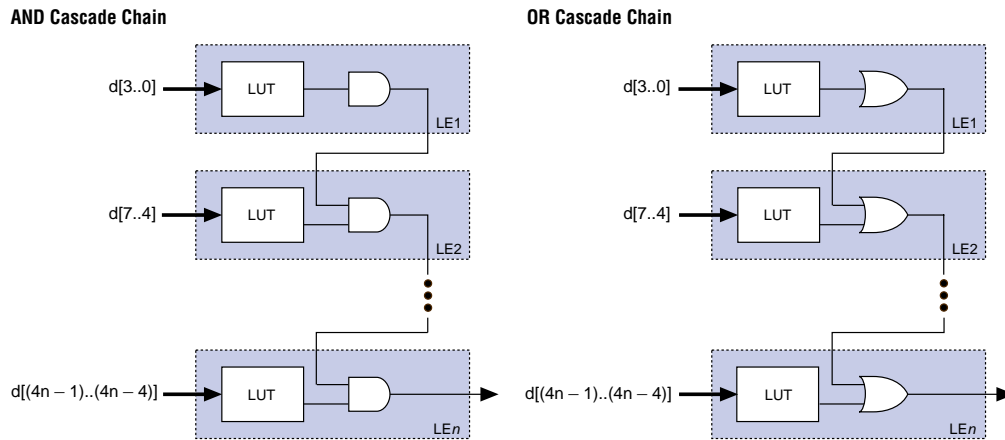 AND Cascade Chain
d[3..0]
LUT
LE1
d[7..4]
LUT
LE2
d[(4n – 1)..(4n – 4)]
LUT
LEn
OR Cascade Chain
d[3..0]
LUT
LE1
d[7..4]
LUT
LE2
d[(4n – 1)..(4n – 4)]
LUT
LEn